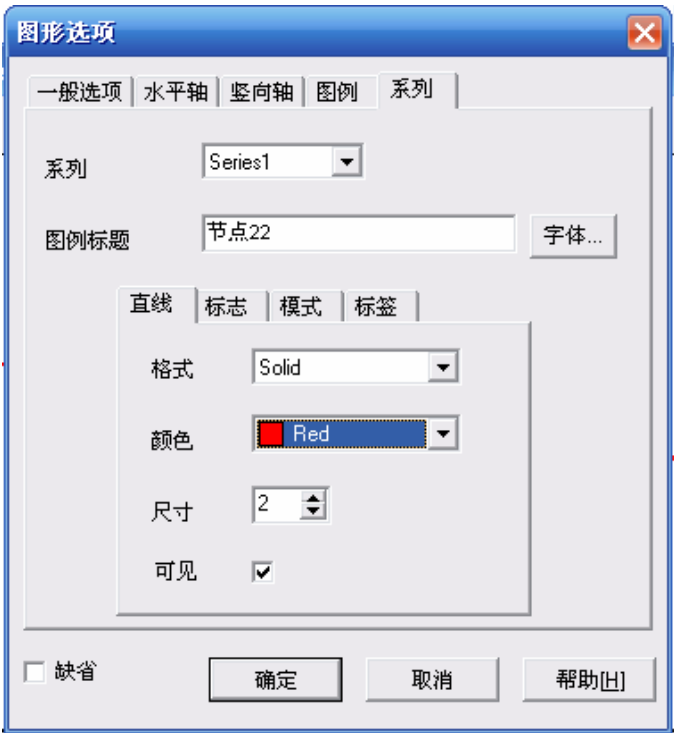 图形选项
一般选项 水平轴 竖向轴 图例 系列
系列 Series1
图例标题 节点22 字体...
直线 标志 模式 标签
格式 Solid
颜色 Red
尺寸 2
可见
缺省 确定 取消 帮助[H]